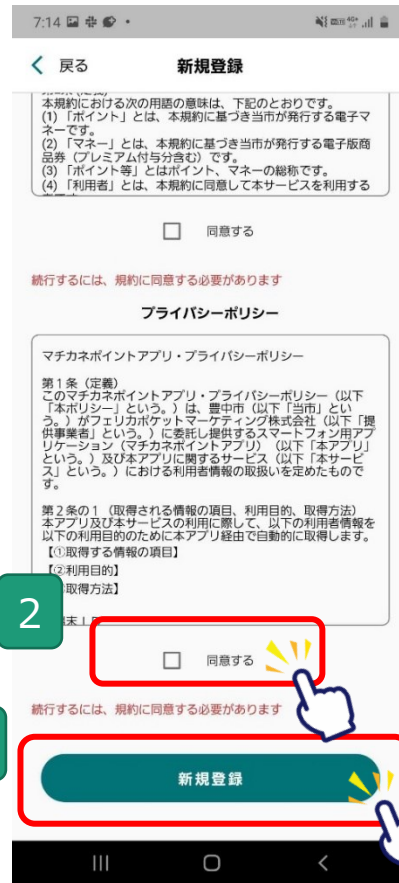 7:14
戻る
新規登録
本規約における次の用語の意味は、下記のとおりです。
(1)「ポイント」とは、本規約に基づき当市が発行する電子マ
ネーです。
(2)「マネー」とは、本規約に基づき当市が発行する電子版商
品券（プレミアム付与分含む）です。
(3)「ポイント等」とはポイント、マネーの総称です。
(4)「利用者」とは、本規約に同意して本サービスを利用する
同意する
続行するには、規約に同意する必要があります
プライバシーポリシー
マチカネポイントアプリ・プライバシーポリシー
第1条（定義）
このマチカネポイントアプリ・プライバシーポリシー（以下
「本ポリシー」という。）は、豊中市（以下「当市」とい
う。）がフェリカポケットマーケティング株式会社（以下「提
供事業者」という。）に委託し提供するスマートフォン用アプ
リケーション（マチカネポイントアプリ）（以下「本アプリ」
という。）及び本アプリに関するサービス（以下「本サービ
ス」という。）における利用者情報の取扱いを定めたもので
す。
第2条の1（取得される情報の項目、利用目的、取得方法）
本アプリ及び本サービスの利用に際して、以下の利用者情報を
以下の利用目的のために本アプリ経由で自動的に取得します。
【①取得する情報の項目】
【②利用目的】
取得方法】
2
同意する
続行するには、規約に同意する必要があります
新規登録